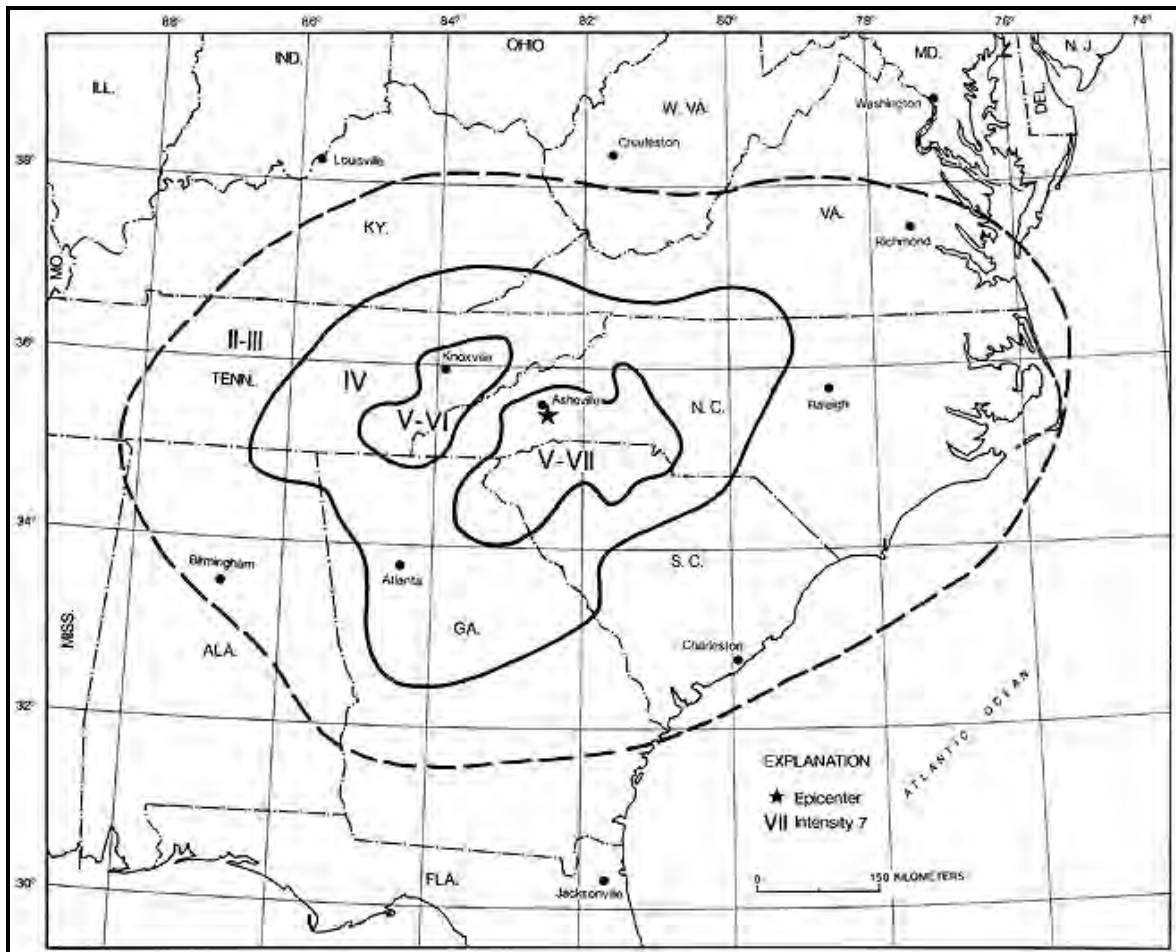 88° 86° 84° 82° 80° 78° 76° 74°
IND. OHIO MD. N. J.
ILL. W. VA. Washington DEL.
38° Louisville Charleston
KY. VA.
Richmond
MO.
36° II-III Knoxville
TENN. IV Asheville N. C. Raleigh
V-VI
V-VII
34°
Birmingham Atlanta S. C.
MISS. GA.
ALA. Charleston
32°
ATLANTIC OCEAN
EXPLANATION
★ Epicenter
VII Intensity 7
30° FLA. 0 150 KILOMETERS
Jacksonville